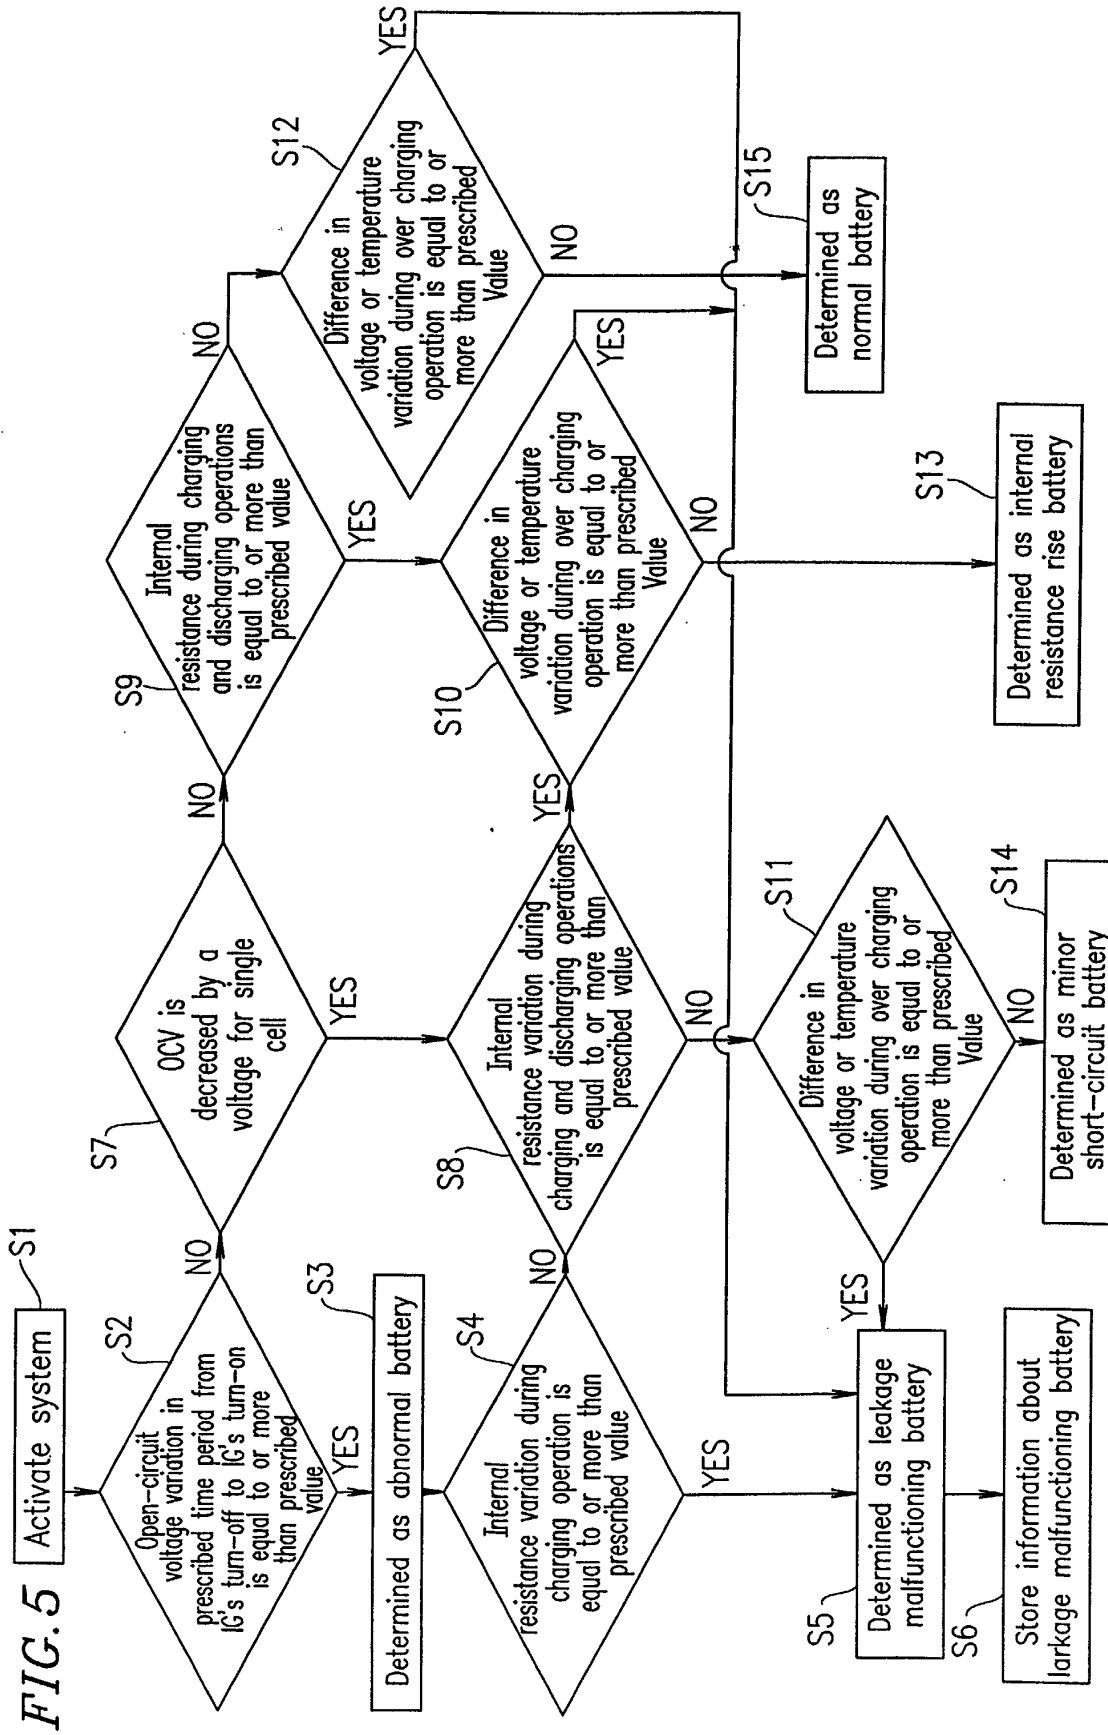 FIG.5
S1
Activate system
S2
Open-circuit
voltage variation in
prescribed time period from
IG's turn-off to IG's turn-on
is equal to or more
than prescribed
value
NO
YES
S3
Determined as abnormal battery
S4
Internal
resistance variation during
charging operation is
equal to or more than
prescribed value
NO
YES
S5
Determined as leakage
malfunctioning battery
S6
Store information about
larkage malfunctioning battery
S7
OCV is
decreased by a
voltage for single
cell
NO
YES
S8
Internal
resistance variation during
charging and discharging operations
is equal to or more than
prescribed value
YES
NO
S11
Difference in
voltage or temperature
variation during over charging
operation is equal to or
more than prescribed
Value
YES
NO
S14
Determined as minor
short-circuit battery
S9
Internal
resistance during charging
and discharging operations
is equal to or more than
prescribed value
NO
YES
S10
Difference in
voltage or temperature
variation during over charging
operation is equal to or
more than prescribed
Value
YES
NO
S13
Determined as internal
resistance rise battery
S12
Difference in
voltage or temperature
variation during over charging
operation is equal to or
more than prescribed
Value
YES
NO
S15
Determined as
normal battery